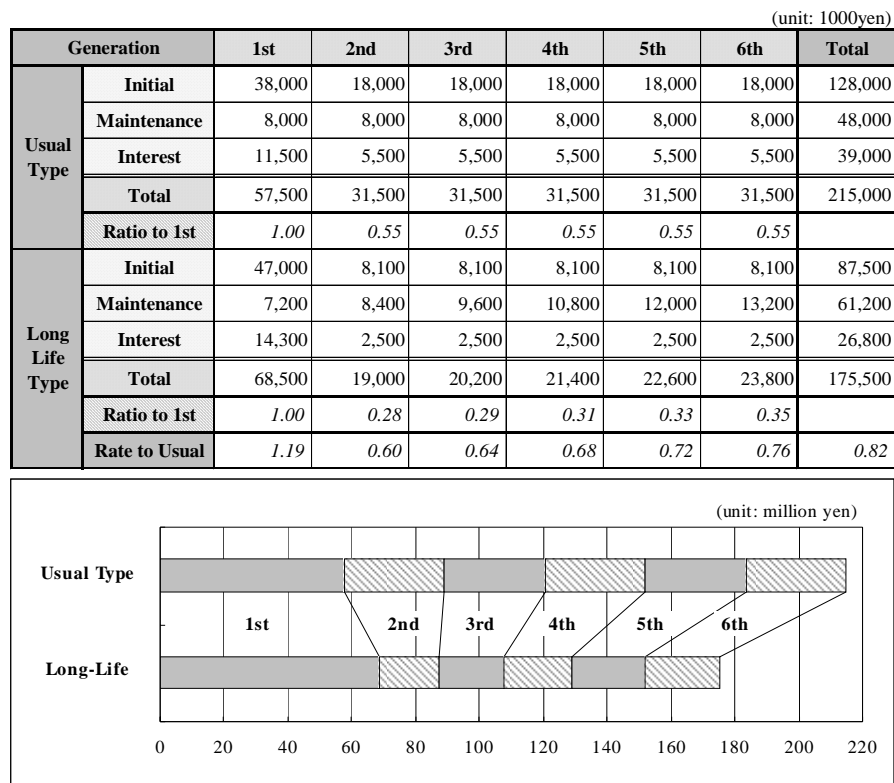 (unit: 1000yen)
Generation 1st 2nd 3rd 4th 5th 6th Total
Usual Type
Initial 38,000 18,000 18,000 18,000 18,000 18,000 128,000
Maintenance 8,000 8,000 8,000 8,000 8,000 8,000 48,000
Interest 11,500 5,500 5,500 5,500 5,500 5,500 39,000
Total 57,500 31,500 31,500 31,500 31,500 31,500 215,000
Ratio to 1st 1.00 0.55 0.55 0.55 0.55 0.55
Long Life Type
Initial 47,000 8,100 8,100 8,100 8,100 8,100 87,500
Maintenance 7,200 8,400 9,600 10,800 12,000 13,200 61,200
Interest 14,300 2,500 2,500 2,500 2,500 2,500 26,800
Total 68,500 19,000 20,200 21,400 22,600 23,800 175,500
Ratio to 1st 1.00 0.28 0.29 0.31 0.33 0.35
Rate to Usual 1.19 0.60 0.64 0.68 0.72 0.76 0.82
(unit: million yen)
Usual Type
1st 2nd 3rd 4th 5th 6th
Long-Life
0 20 40 60 80 100 120 140 160 180 200 220